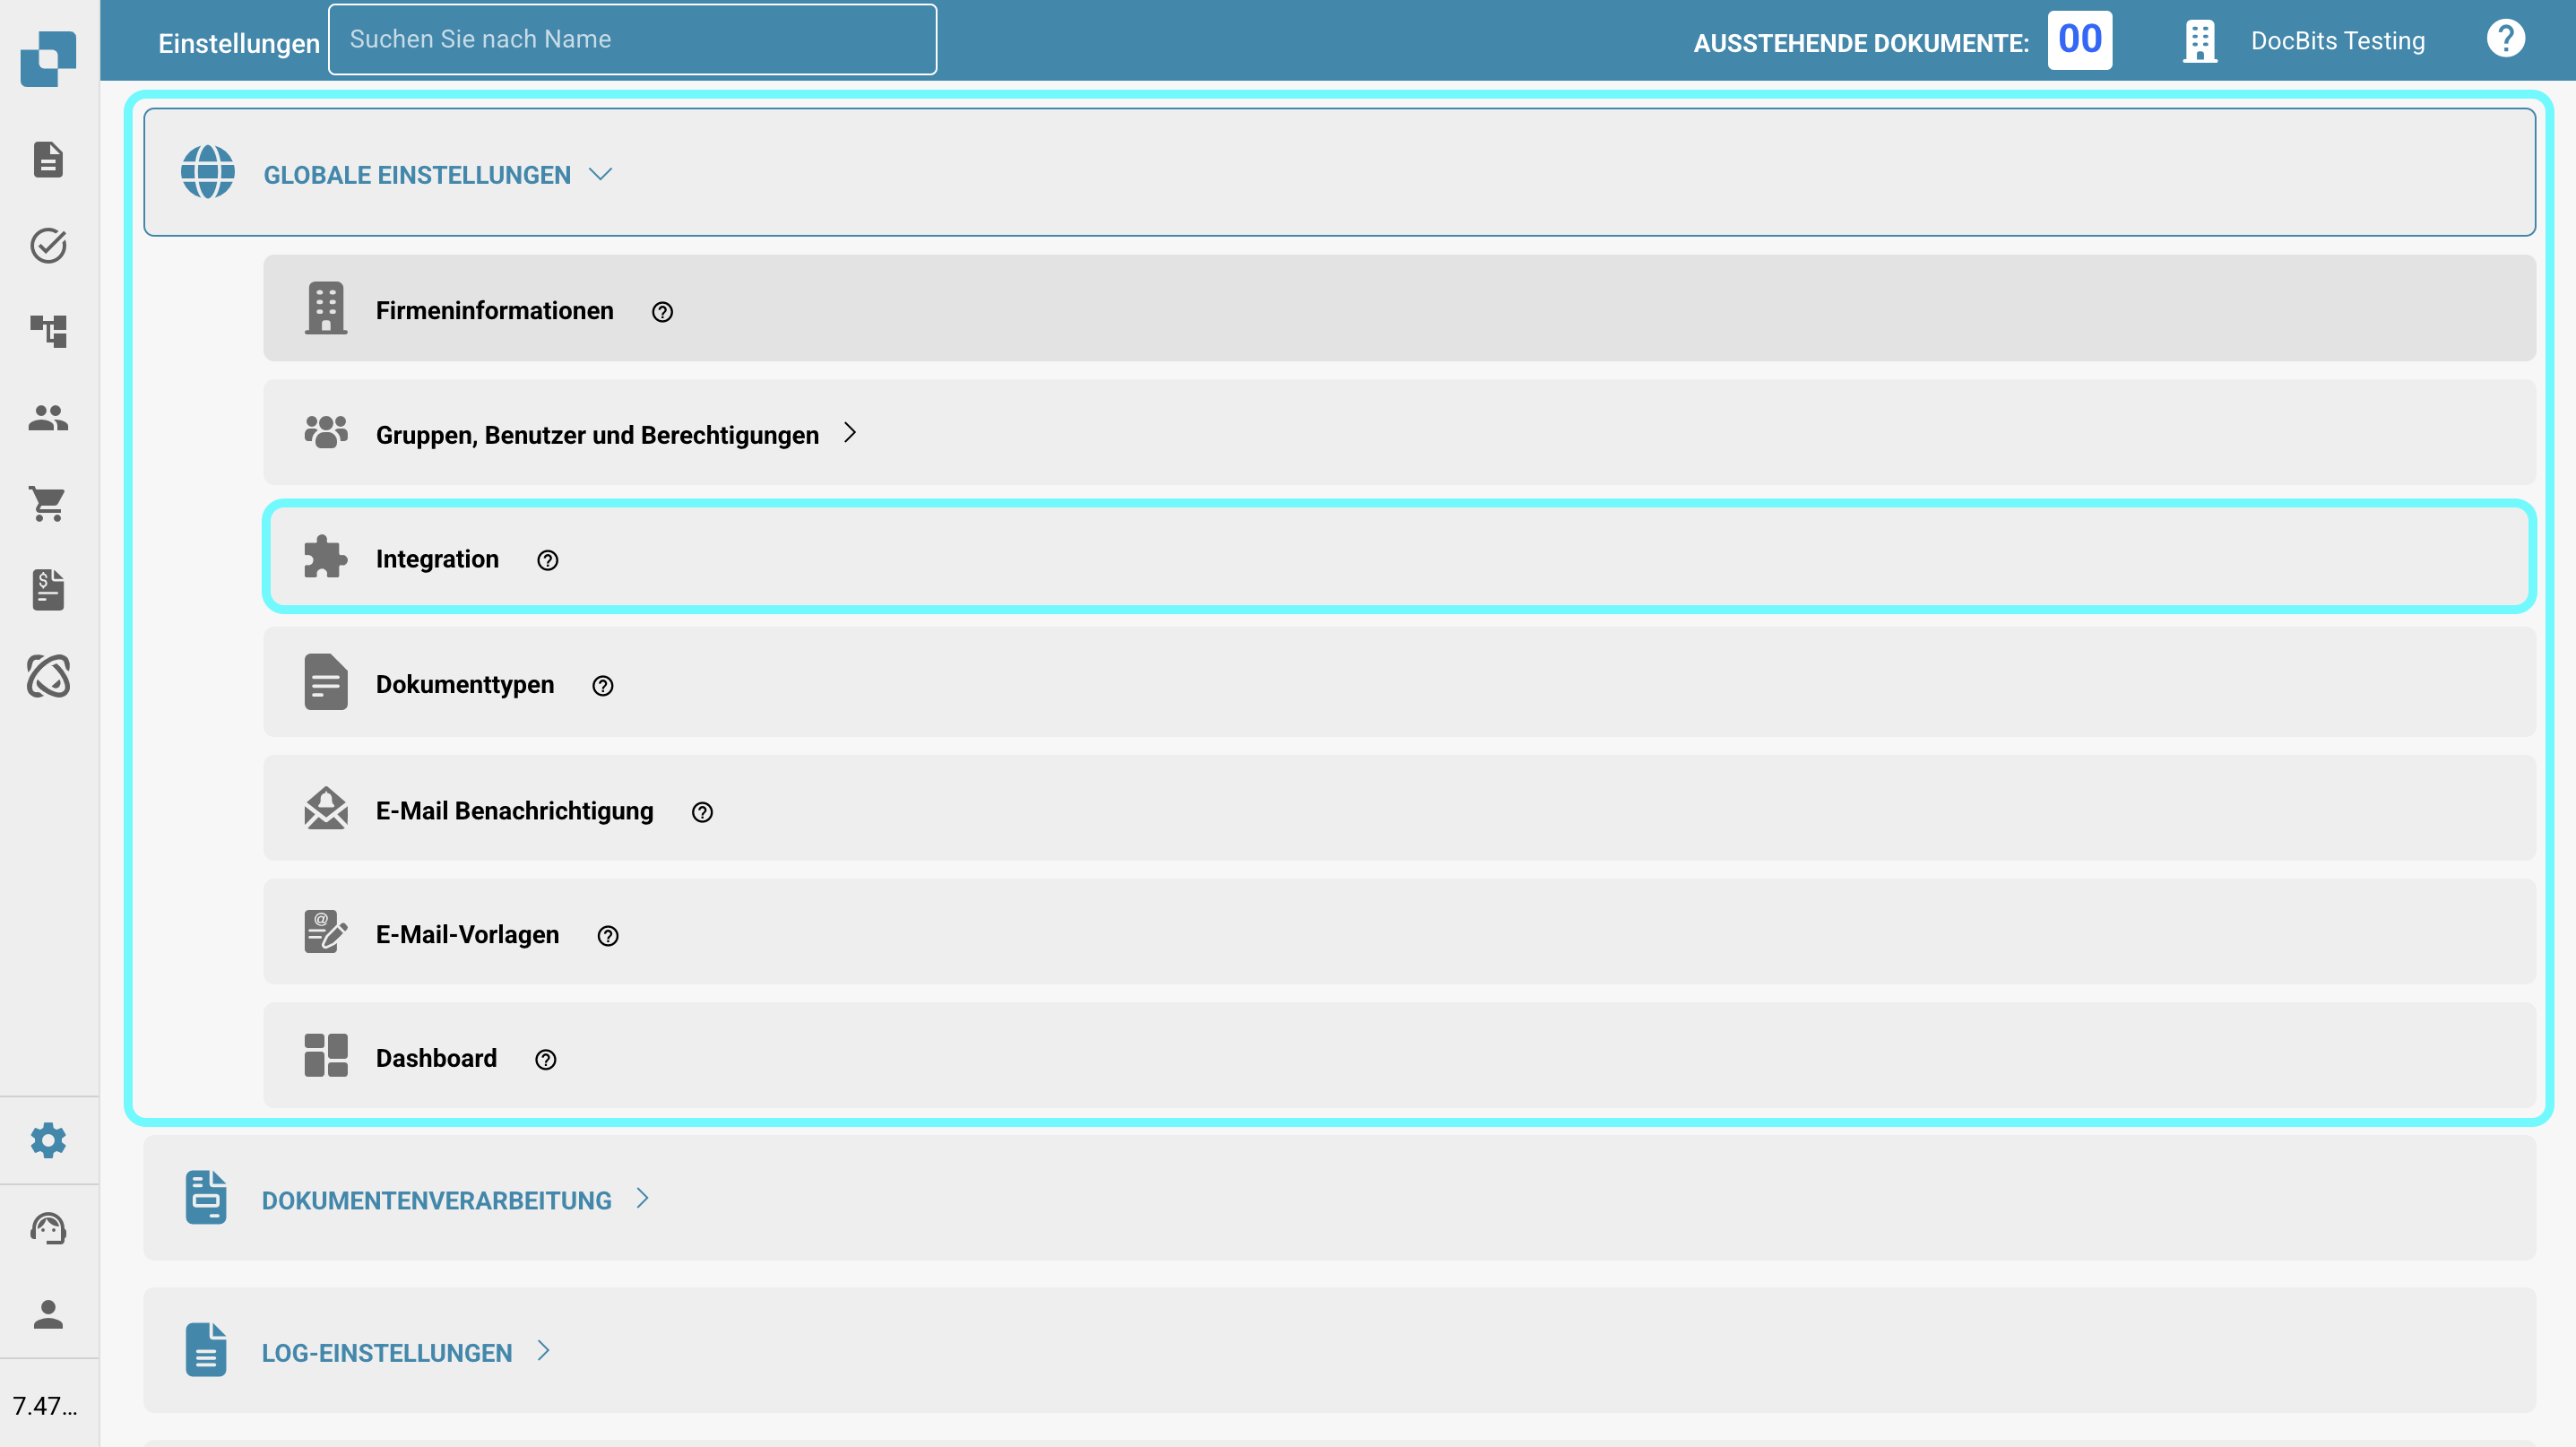 Einstellungen
Suchen Sie nach Name
AUSSTEHENDE DOKUMENTE: 00
DocBits Testing
GLOBALE EINSTELLUNGEN
Firmeninformationen
Gruppen, Benutzer und Berechtigungen
Integration
Dokumenttypen
E-Mail Benachrichtigung
E-Mail-Vorlagen
Dashboard
DOKUMENTENVERARBEITUNG
LOG-EINSTELLUNGEN
7.47...